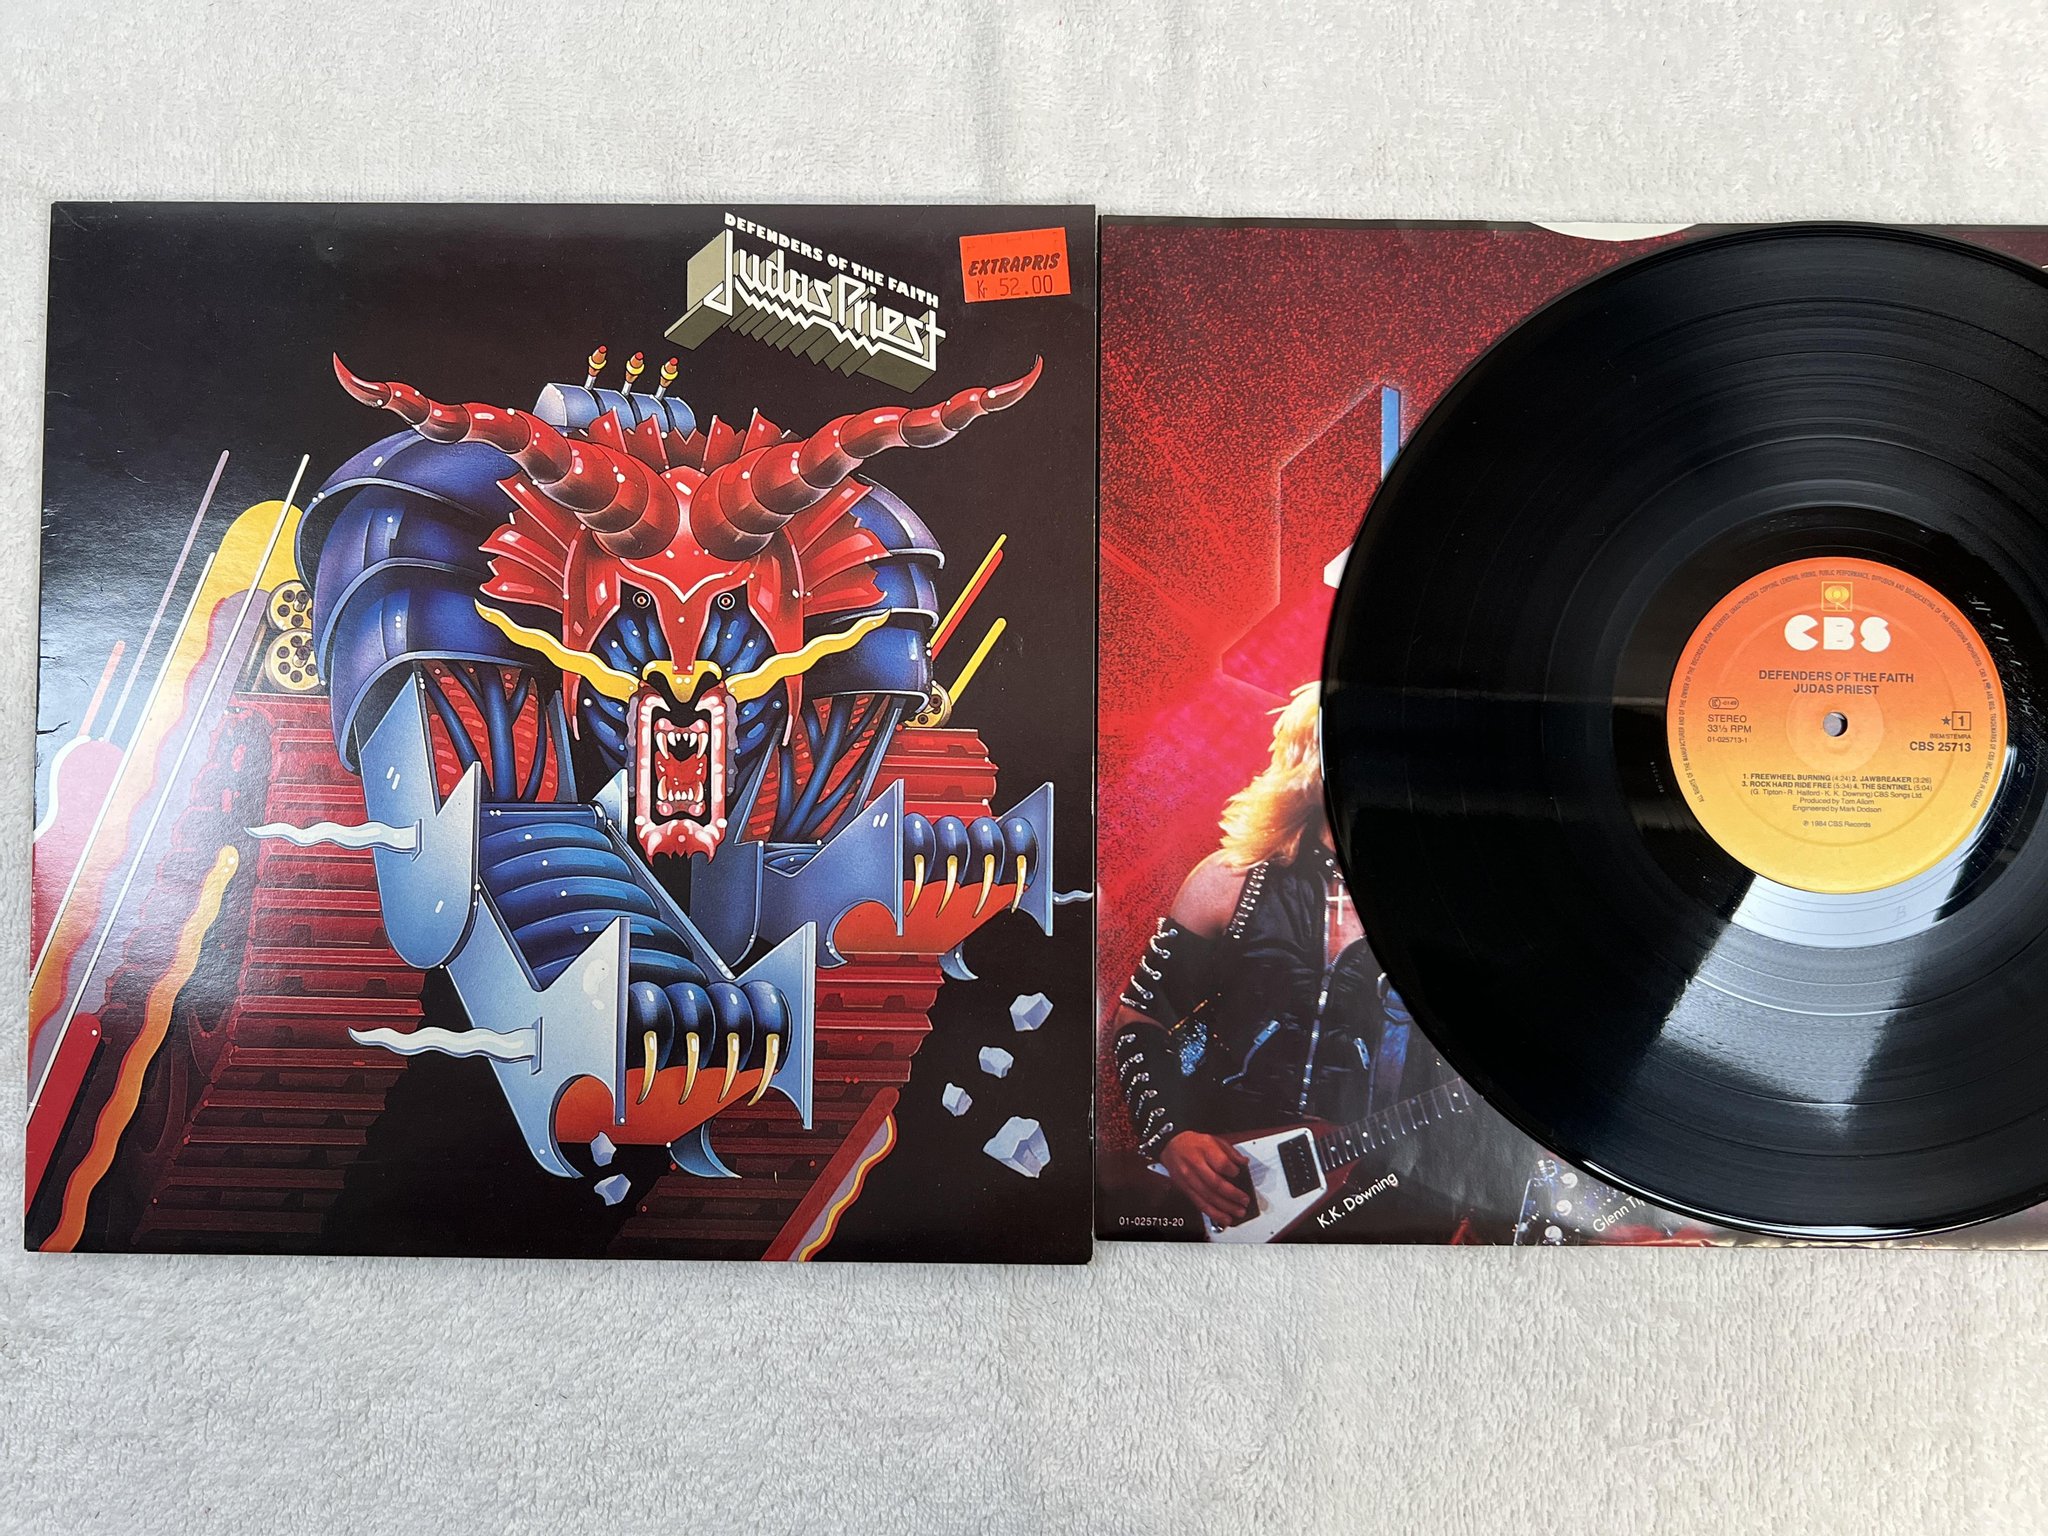 DEFENDERS OF THE FAITH
Judas Priest
EXTRAPRIS
Kr 52.00
CBS
DEFENDERS OF THE FAITH
JUDAS PRIEST
STEREO
33⅓ RPM
01-025713-1
★ 1
BIEM/STEMRA
CBS 25713
1. FREEWHEEL BURNING (4:24) 2. JAWBREAKER (3:26)
3. ROCK HARD RIDE FREE (5:34) 4. THE SENTINEL (5:04)
(G. Tipton - R. Halford - K. K. Downing) CBS Songs Ltd.
Produced by Tom Allom
Engineered by Mark Dodson
℗ 1984 CBS Records
K.K. Downing
Glenn
01-025713-20